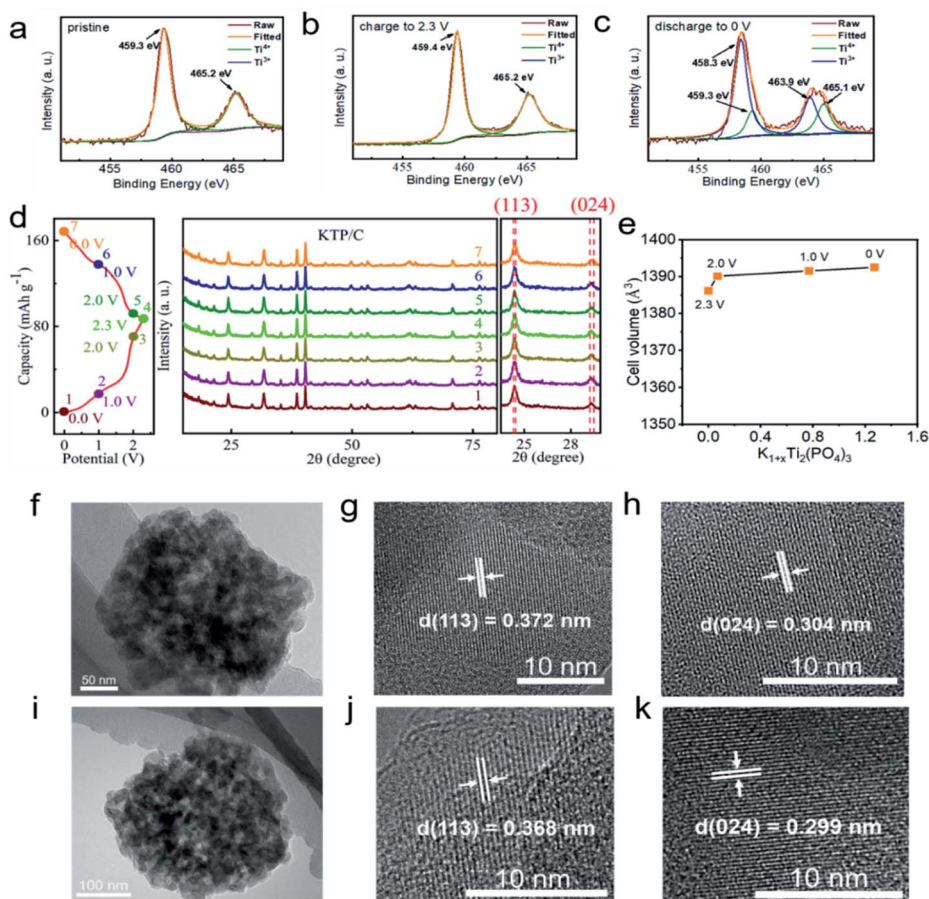 a
pristine
Raw
Fitted
Ti⁴⁺
Ti³⁺
459.3 eV
465.2 eV
Intensity (a. u.)
455
460
465
Binding Energy (eV)
b
charge to 2.3 V
Raw
Fitted
Ti⁴⁺
Ti³⁺
459.4 eV
465.2 eV
Intensity (a. u.)
455
460
465
Binding Energy (eV)
c
discharge to 0 V
Raw
Fitted
Ti⁴⁺
Ti³⁺
458.3 eV
459.3 eV
463.9 eV
465.1 eV
Intensity (a. u.)
455
460
465
Binding Energy (eV)
d
Capacity (mAh g⁻¹)
160
80
0
7
0.0 V
6
1.0 V
5
2.0 V
4
2.3 V
3
2.0 V
2
1.0 V
1
0.0 V
0
1
2
Potential (V)
Intensity (a. u.)
KTP/C
7
6
5
4
3
2
1
25
50
75
2θ (degree)
(113)
(024)
25
28
2θ (degree)
e
Cell volume (Å³)
1400
1390
1380
1370
1360
1350
2.3 V
2.0 V
1.0 V
0 V
0.0
0.4
0.8
1.2
1.6
K₁₊ₓTi₂(PO₄)₃
f
50 nm
g
d(113) = 0.372 nm
10 nm
h
d(024) = 0.304 nm
10 nm
i
100 nm
j
d(113) = 0.368 nm
10 nm
k
d(024) = 0.299 nm
10 nm